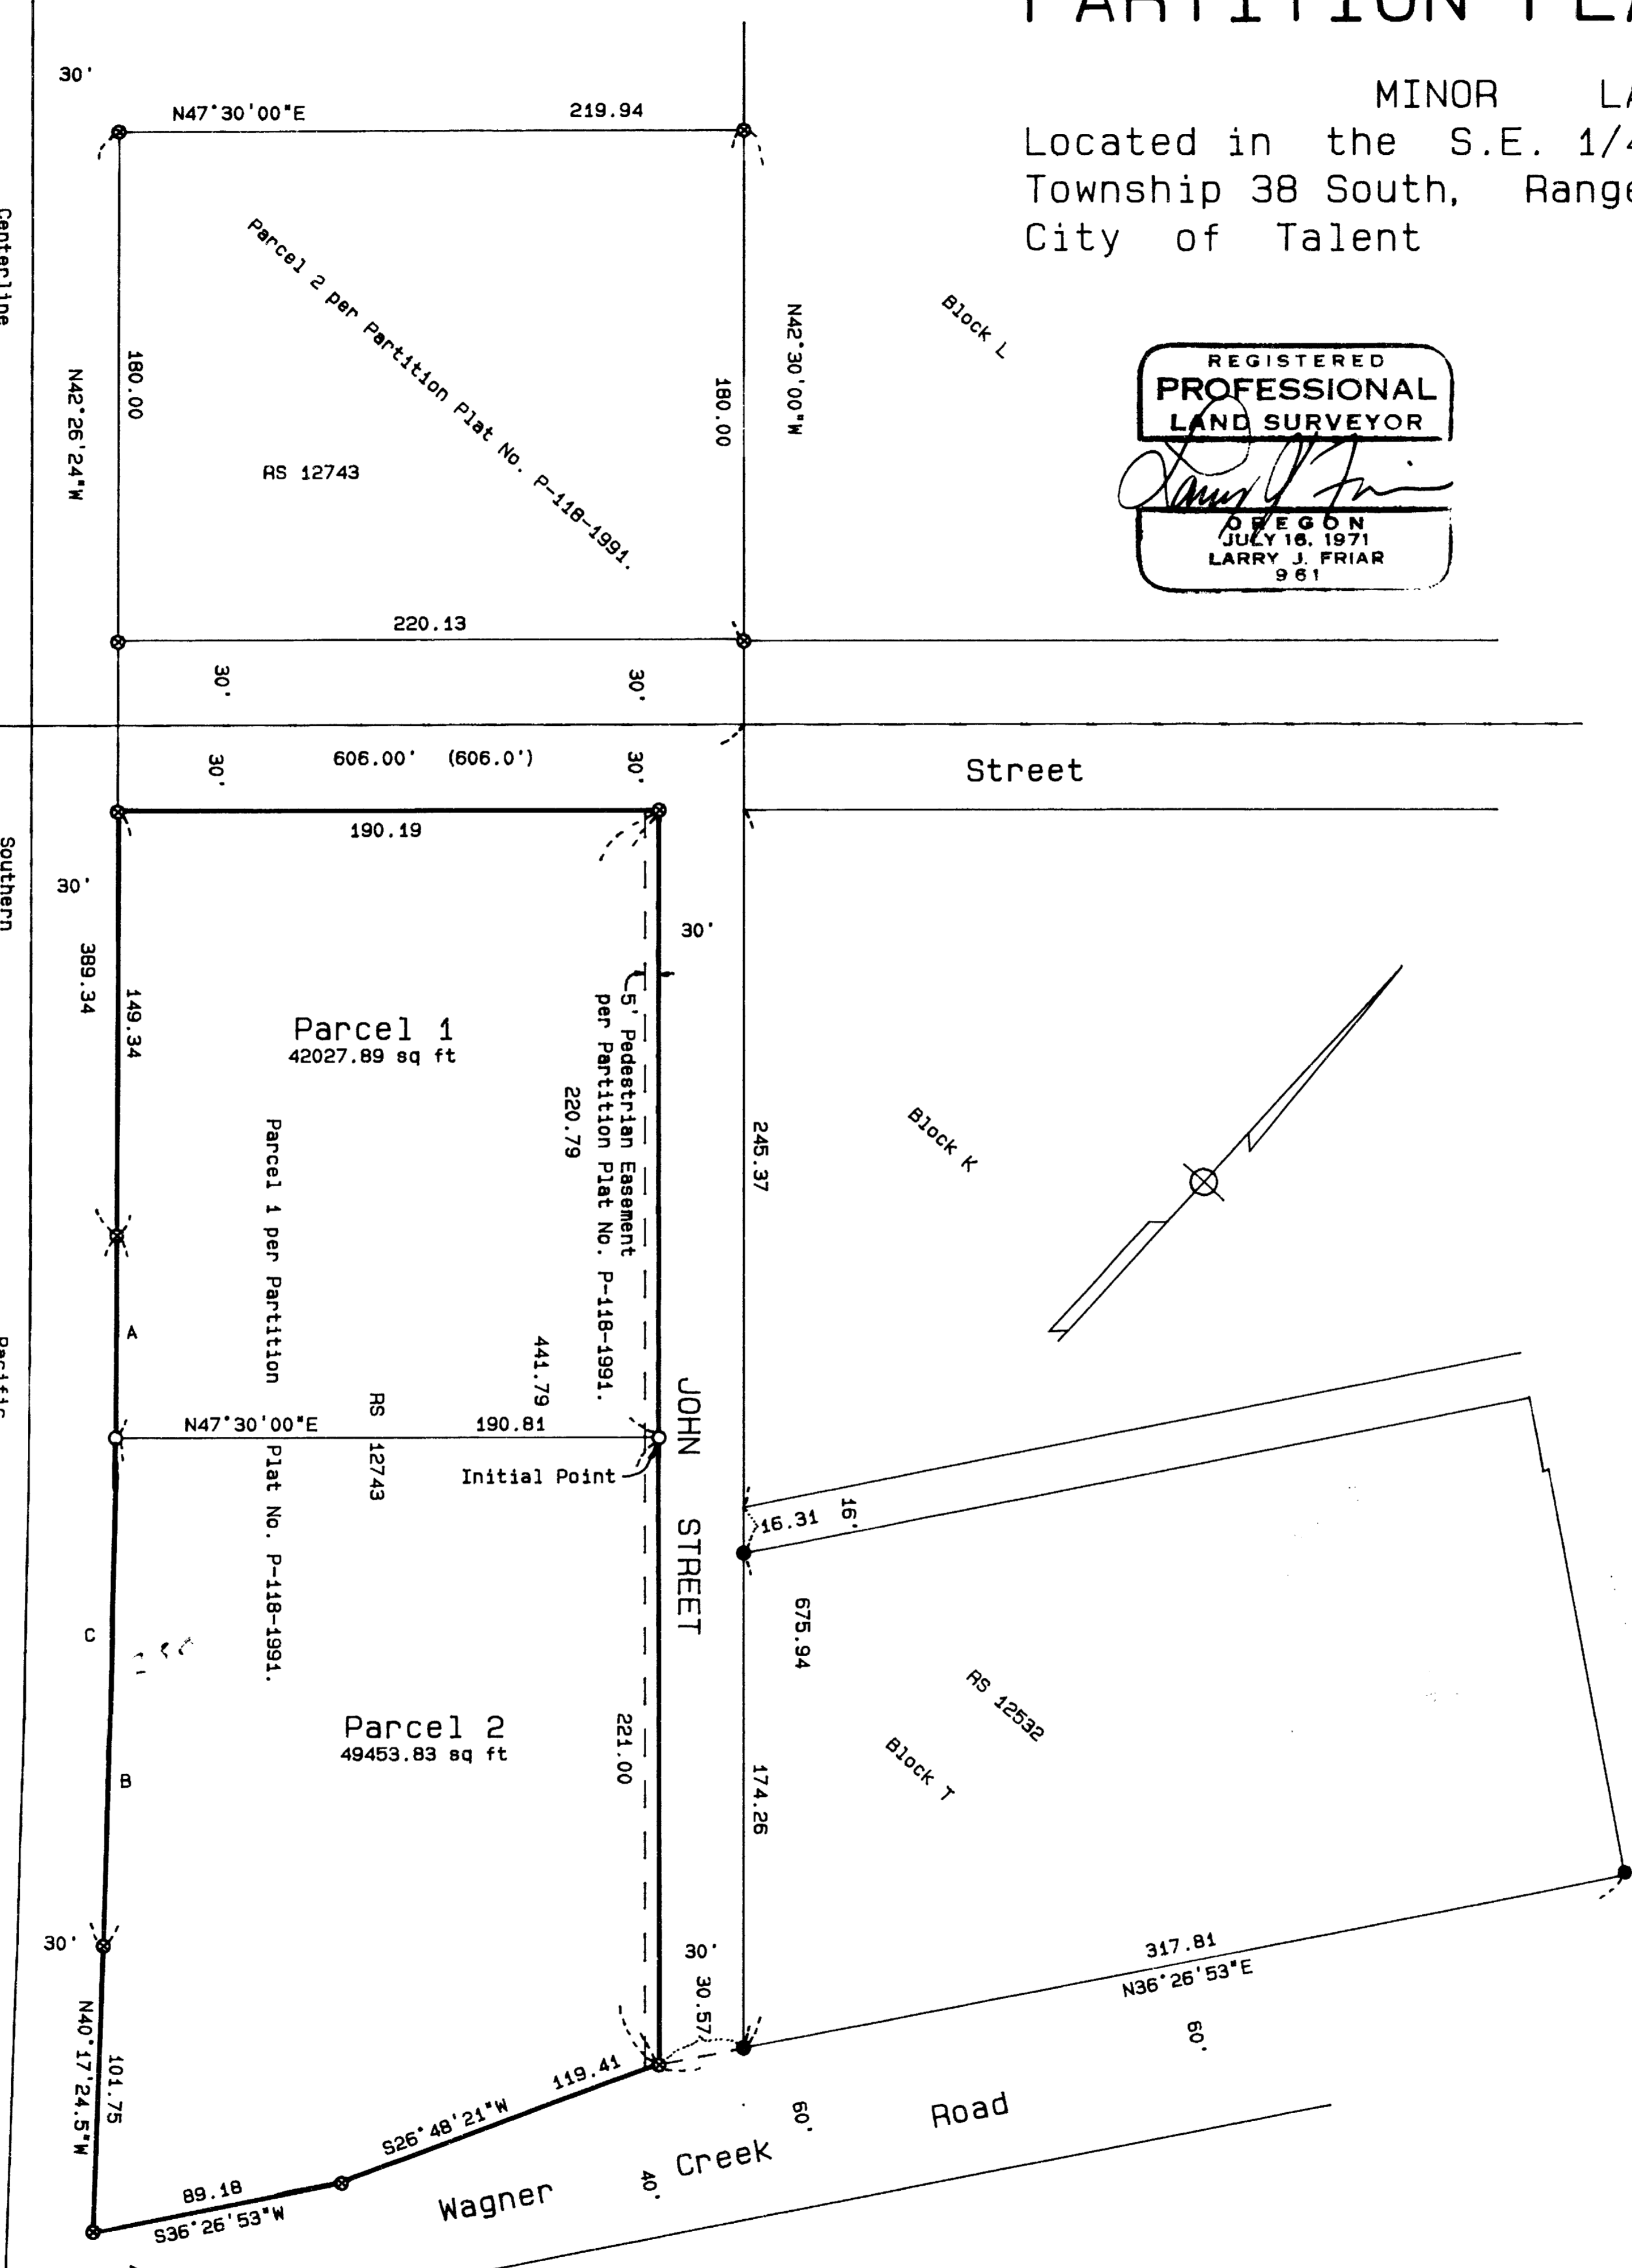 PARTITION
MINOR
Located in the S.E.
Township 38 South,
City of Talent
30'
N47°30'00"E 219.94
Centerline
180.00
N42°26'24"W
Parcel 2 per Partition Plat No. P-118-1991.
RS 12743
180.00
N42°30'00"W
Block L
REGISTERED
PROFESSIONAL
LAND SURVEYOR
OREGON
JULY 16, 1971
LARRY J. FRIAR
961
220.13
30'
30'
30'
606.00' (606.0')
30'
Street
190.19
Southern
30'
389.34
149.34
30'
Parcel 1
42027.89 sq ft
5' Pedestrian Easement
per Partition Plat No. P-118-1991.
220.79
245.37
Block K
Parcel 1 per Partition Plat No. P-118-1991.
A
441.79
RS 12743
N47°30'00"E 190.81
Initial Point
JOHN STREET
Pacific
16.31
16'
C
B
Parcel 2
49453.83 sq ft
221.00
675.94
174.26
RS 12532
Block T
30'
30'
30.57
317.81
N36°26'53"E
60'
N40°17'24.5"W
101.75
119.41
S26°48'21"W
89.18
S36°26'53"W
60'
40'
Wagner Creek Road